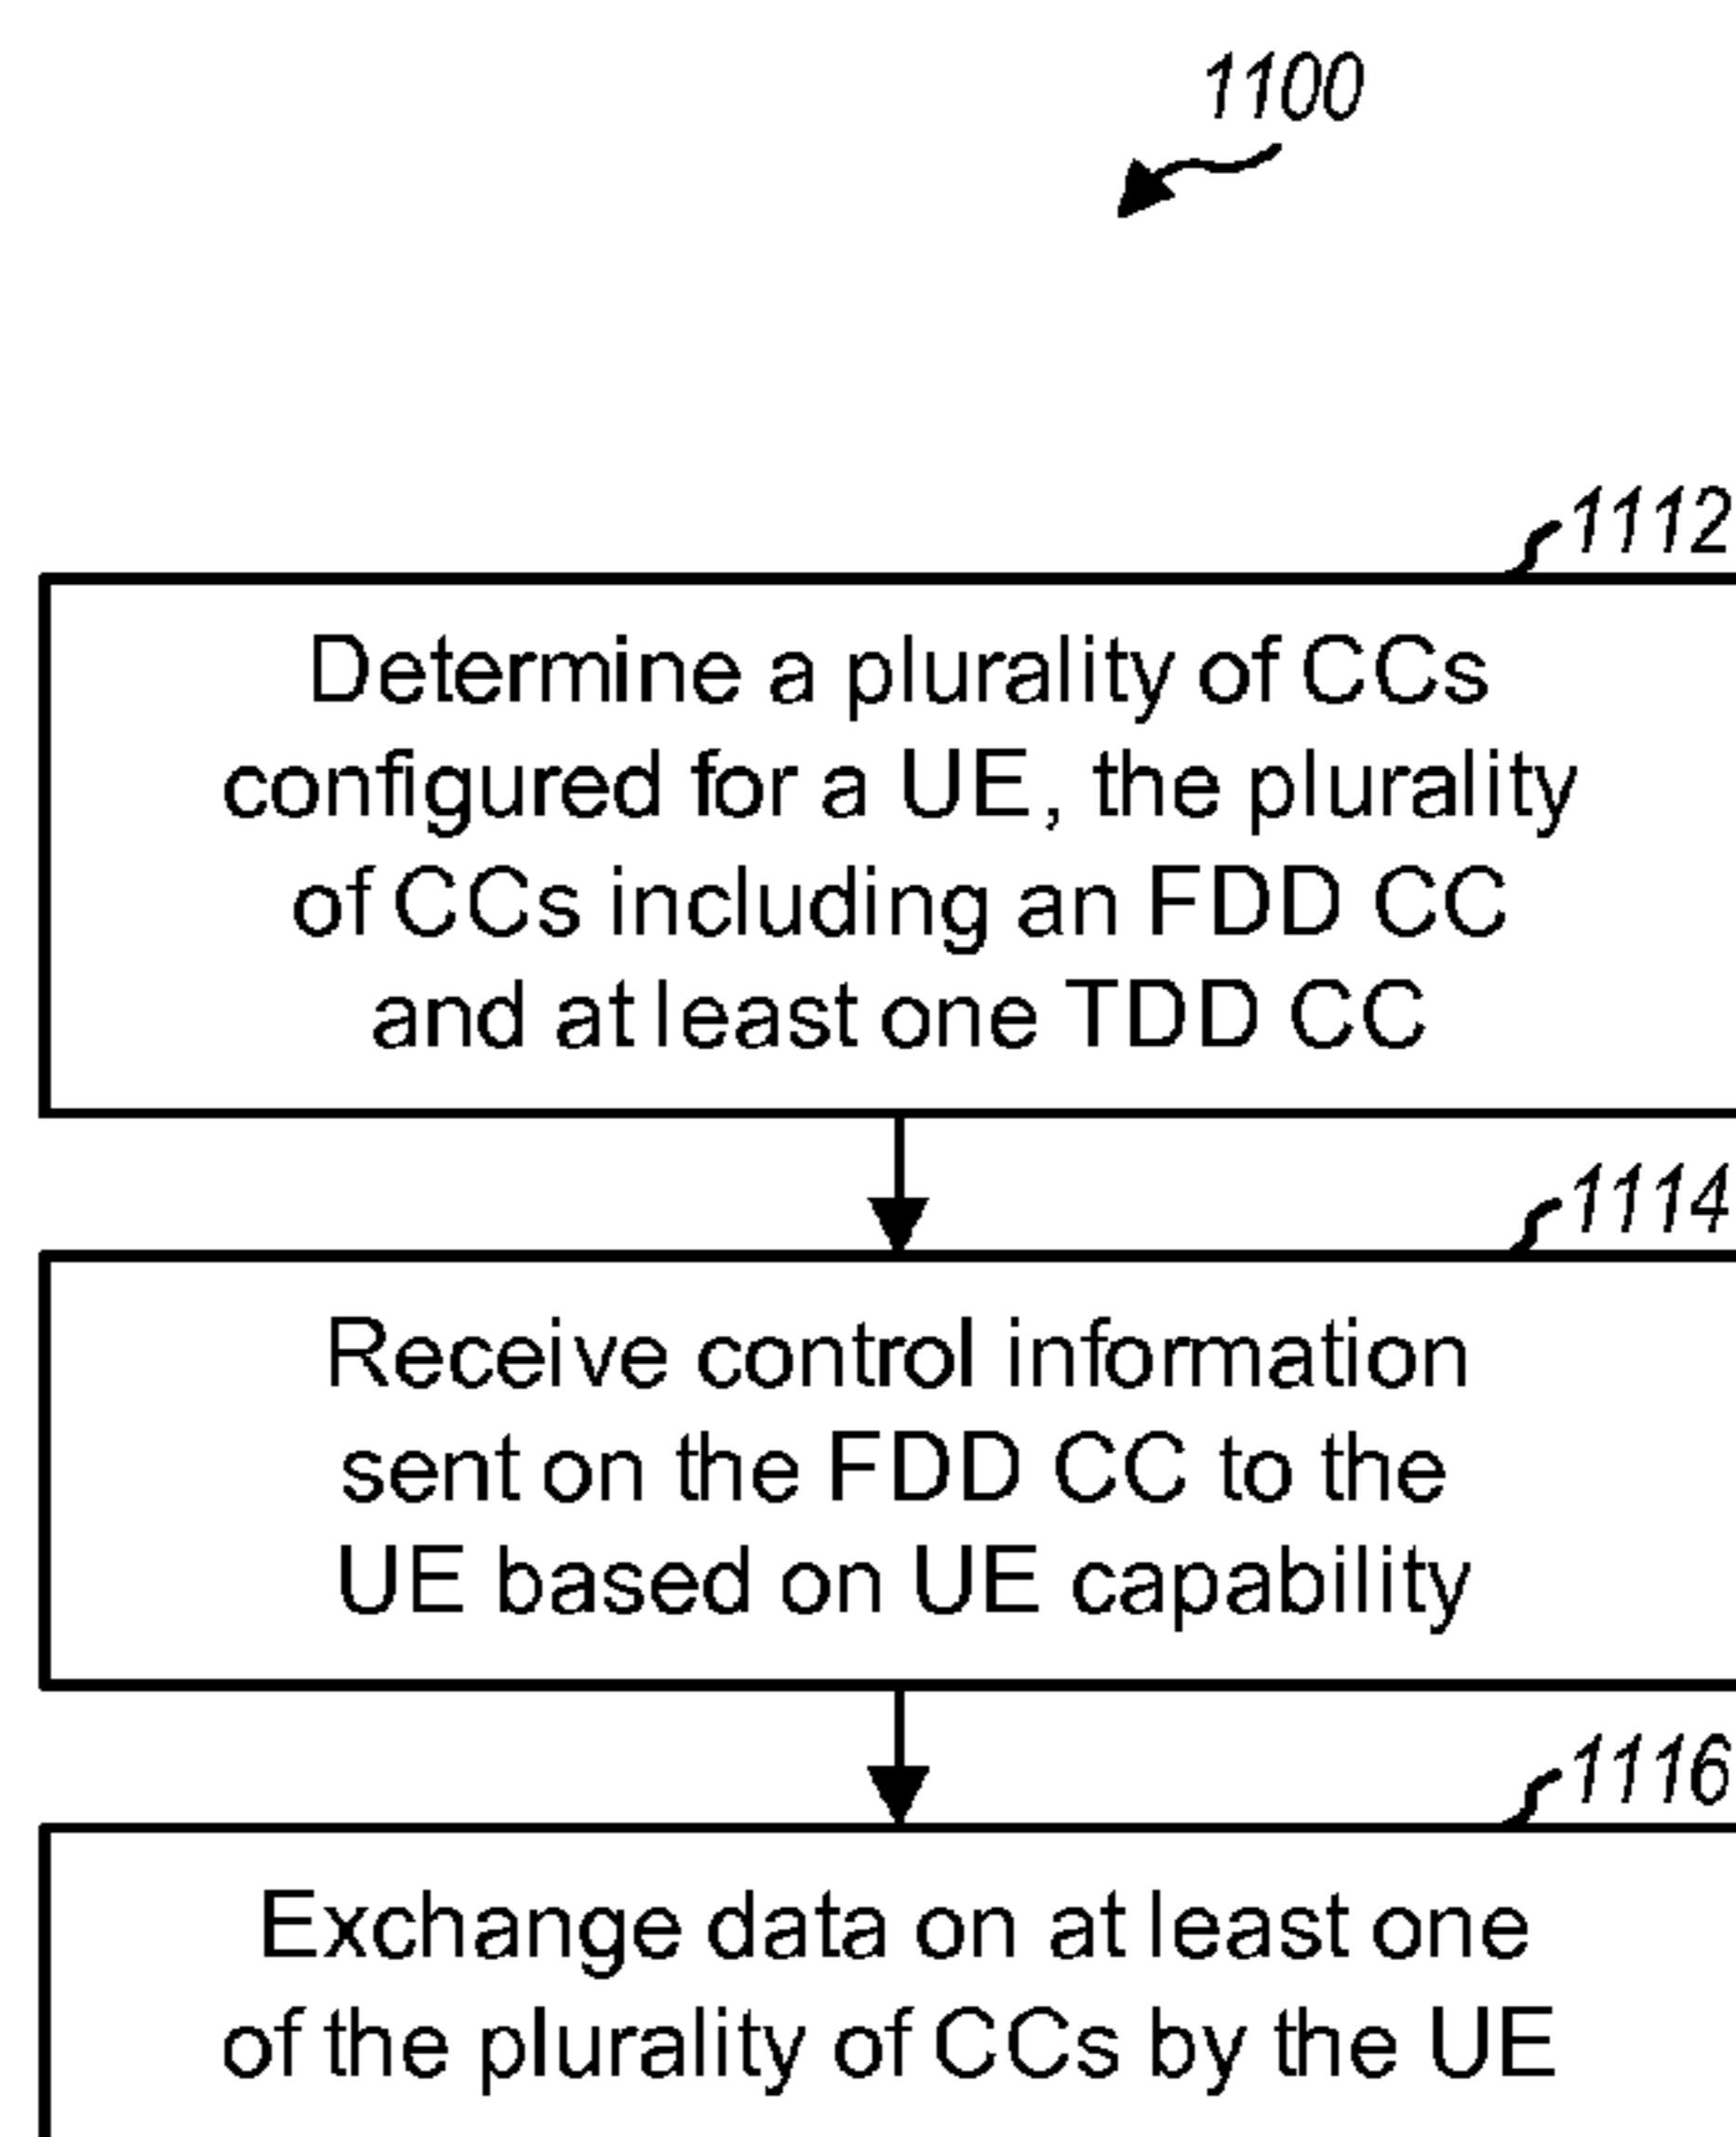 1100
1112
Determine a plurality of CCs
configured for a UE, the plurality
of CCs including an FDD CC
and at least one TDD CC
1114
Receive control information
sent on the FDD CC to the
UE based on UE capability
1116
Exchange data on at least one
of the plurality of CCs by the UE